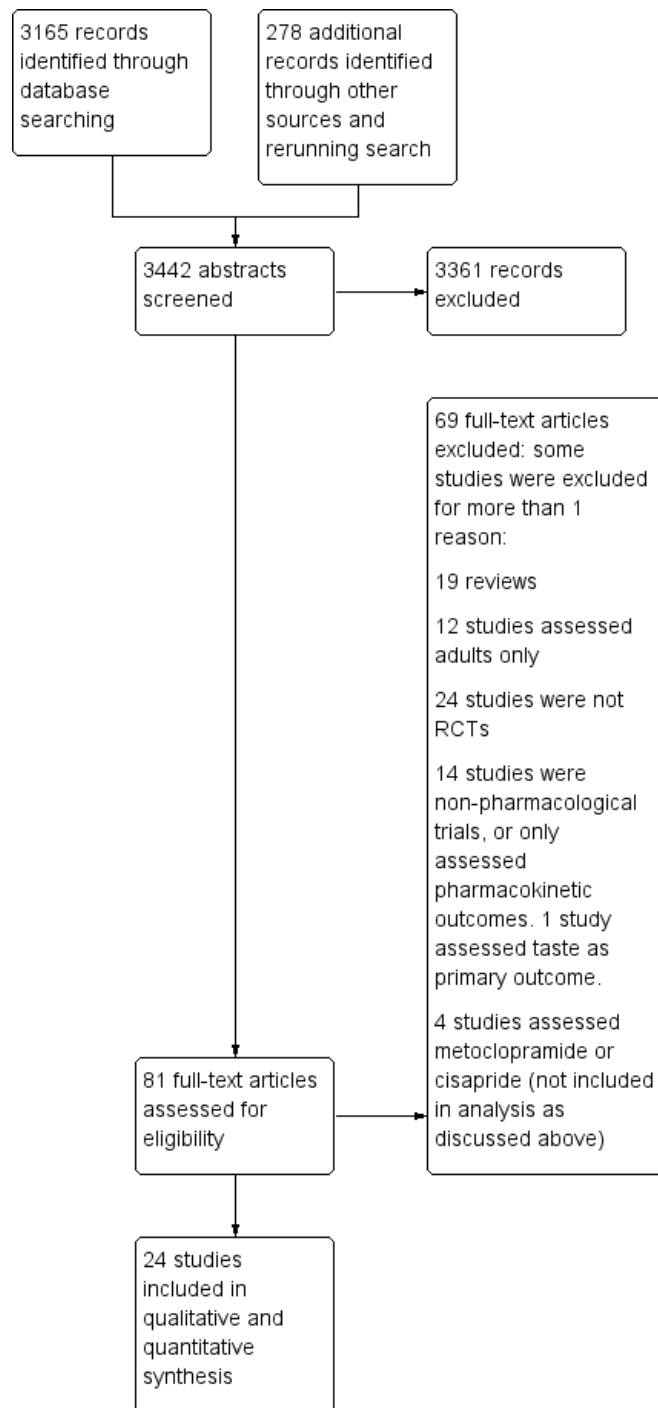 3165 records
identified through
database
searching
278 additional
records identified
through other
sources and
rerunning search
3442 abstracts
screened
3361 records
excluded
69 full-text articles
excluded: some
studies were excluded
for more than 1
reason:
19 reviews
12 studies assessed
adults only
24 studies were not
RCTs
14 studies were
non-pharmacological
trials, or only
assessed
pharmacokinetic
outcomes. 1 study
assessed taste as
primary outcome.
4 studies assessed
metoclopramide or
cisapride (not included
in analysis as
discussed above)
81 full-text articles
assessed for
eligibility
24 studies
included in
qualitative and
quantitative
synthesis